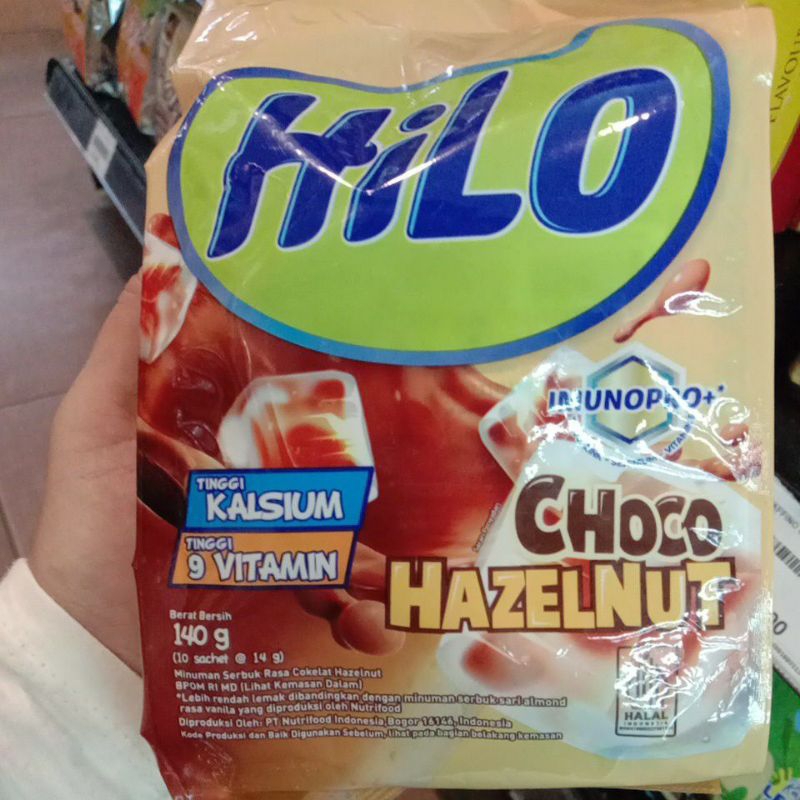 HiLO
IMUNOPRO+*
CHOCO
HAZELNUT
TINGGI
KALSIUM
TINGGI
9 VITAMIN
Berat Bersih
140 g
(10 sachet @ 14 g)
Minuman Serbuk Rasa Cokelat Hazelnut
BPOM RI MD (Lihat Kemasan Dalam)
*Lebih rendah lemak dibandingkan dengan minuman serbuk sari almond
rasa vanila yang diproduksi oleh Nutrifood
Diproduksi Oleh: PT Nutrifood Indonesia, Bogor 16146, Indonesia
Kode Produksi dan Baik Digunakan Sebelum, lihat pada bagian belakang kemasan
HALAL
INDONESIA